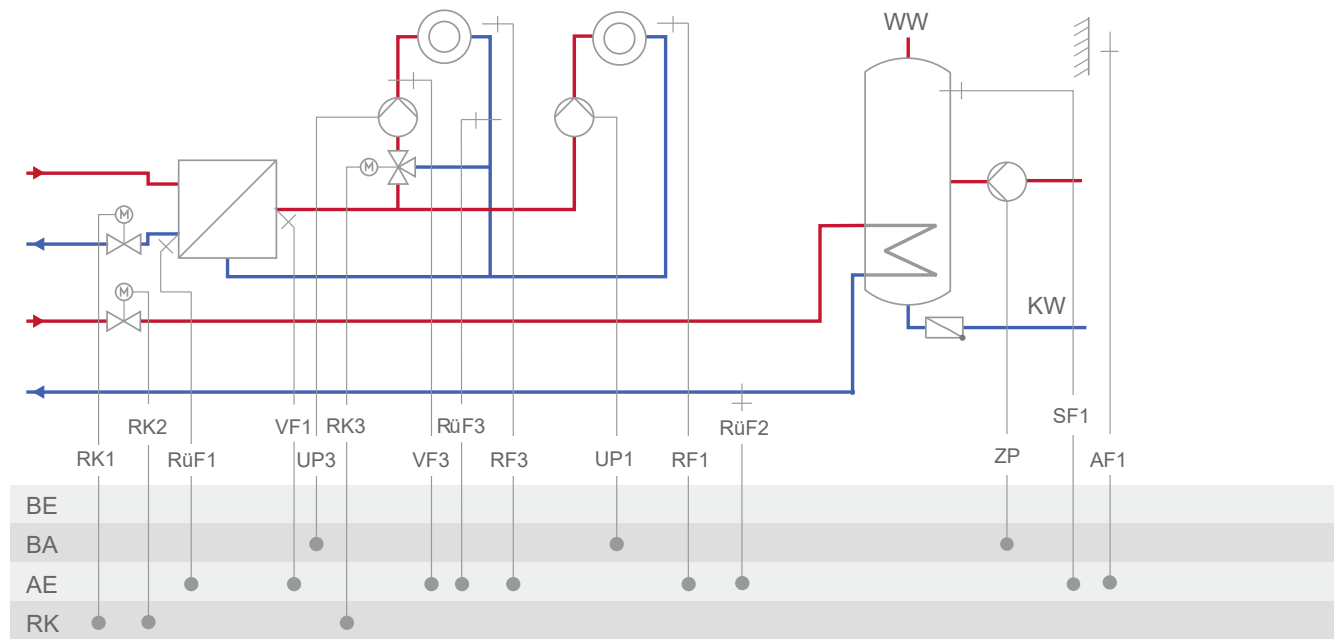 WW
M
M
M
KW
RK2
VF1
RK3
RüF3
RüF2
SF1
RK1
RüF1
UP3
VF3
RF3
UP1
RF1
ZP
AF1
BE
BA
AE
RK